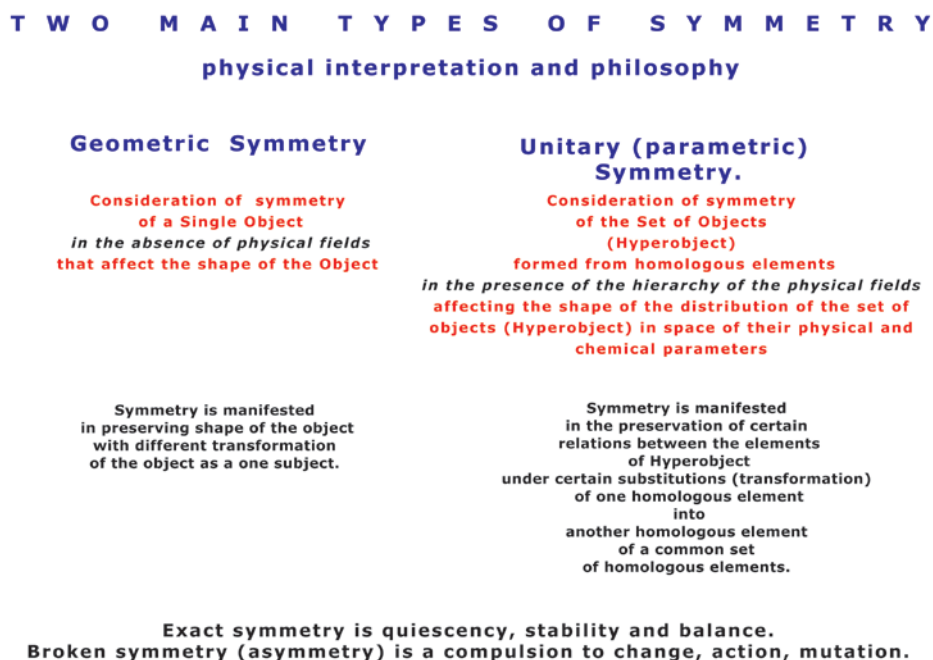 TWO MAIN TYPES OF SYMMETRY
physical interpretation and philosophy
Geometric Symmetry
Consideration of symmetry
of a Single Object
in the absence of physical fields
that affect the shape of the Object
Symmetry is manifested
in preserving shape of the object
with different transformation
of the object as a one subject.
Unitary (parametric)
Symmetry.
Consideration of symmetry
of the Set of Objects
(Hyperobject)
formed from homologous elements
in the presence of the hierarchy of the physical fields
affecting the shape of the distribution of the set of
objects (Hyperobject) in space of their physical and
chemical parameters
Symmetry is manifested
in the preservation of certain
relations between the elements
of Hyperobject
under certain substitutions (transformation)
of one homologous element
into
another homologous element
of a common set
of homologous elements.
Exact symmetry is quiescency, stability and balance.
Broken symmetry (asymmetry) is a compulsion to change, action, mutation.